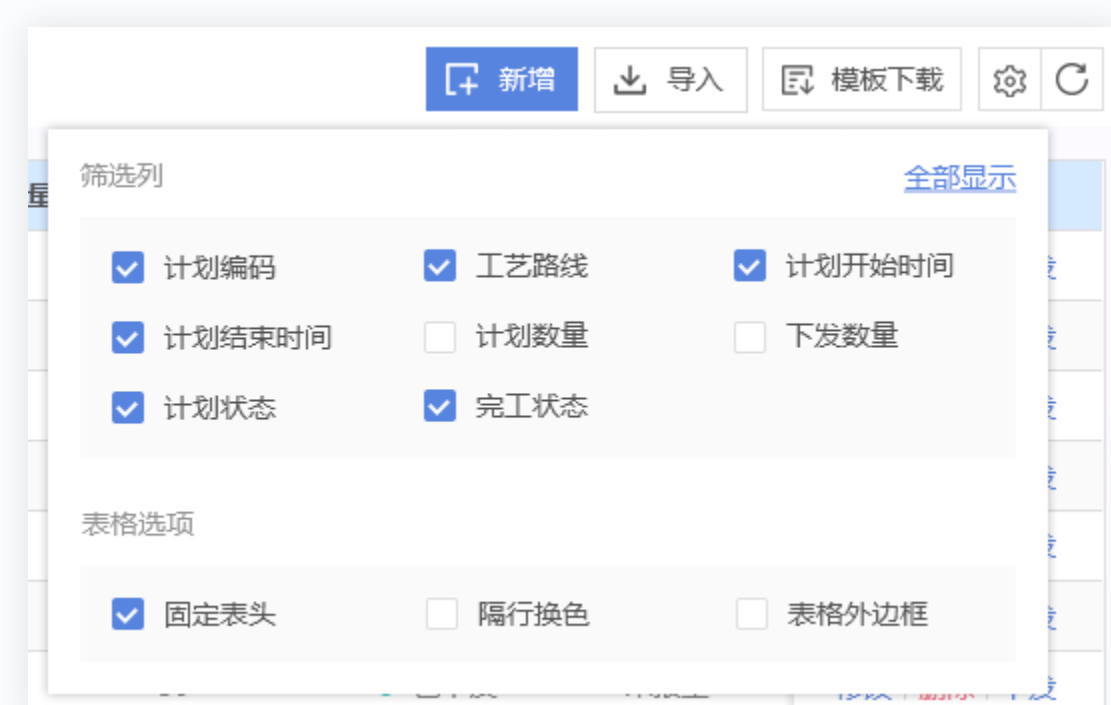 新增 导入 模板下载
筛选列 全部显示
计划编码 工艺路线 计划开始时间
计划结束时间 计划数量 下发数量
计划状态 完工状态
表格选项
固定表头 隔行换色 表格外边框